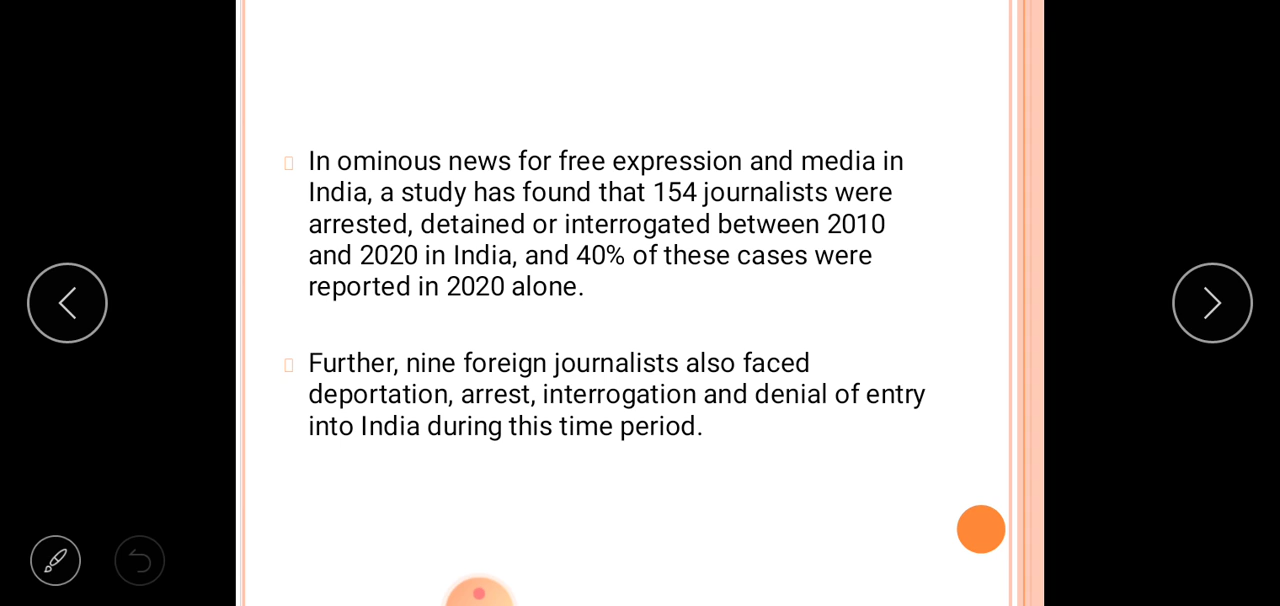 In ominous news for free expression and media in
India, a study has found that 154 journalists were
arrested, detained or interrogated between 2010
and 2020 in India, and 40% of these cases were
reported in 2020 alone.
Further, nine foreign journalists also faced
deportation, arrest, interrogation and denial of entry
into India during this time period.